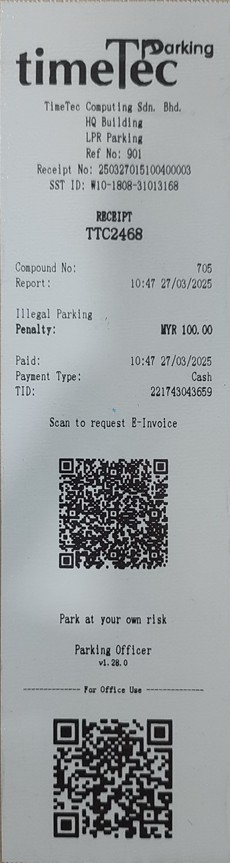 timeTec Parking
TimeTec Computing Sdn. Bhd.
HQ Building
LPR Parking
Ref No: 901
Receipt No: 250327015100400003
SST ID: W10-1808-31013168
RECEIPT
TTC2468
Compound No: 705
Report: 10:47 27/03/2025
Illegal Parking
Penalty: MYR 100.00
Paid: 10:47 27/03/2025
Payment Type: Cash
TID: 221743043659
Scan to request E-Invoice
Park at your own risk
Parking Officer
v1.28.0
For Office Use